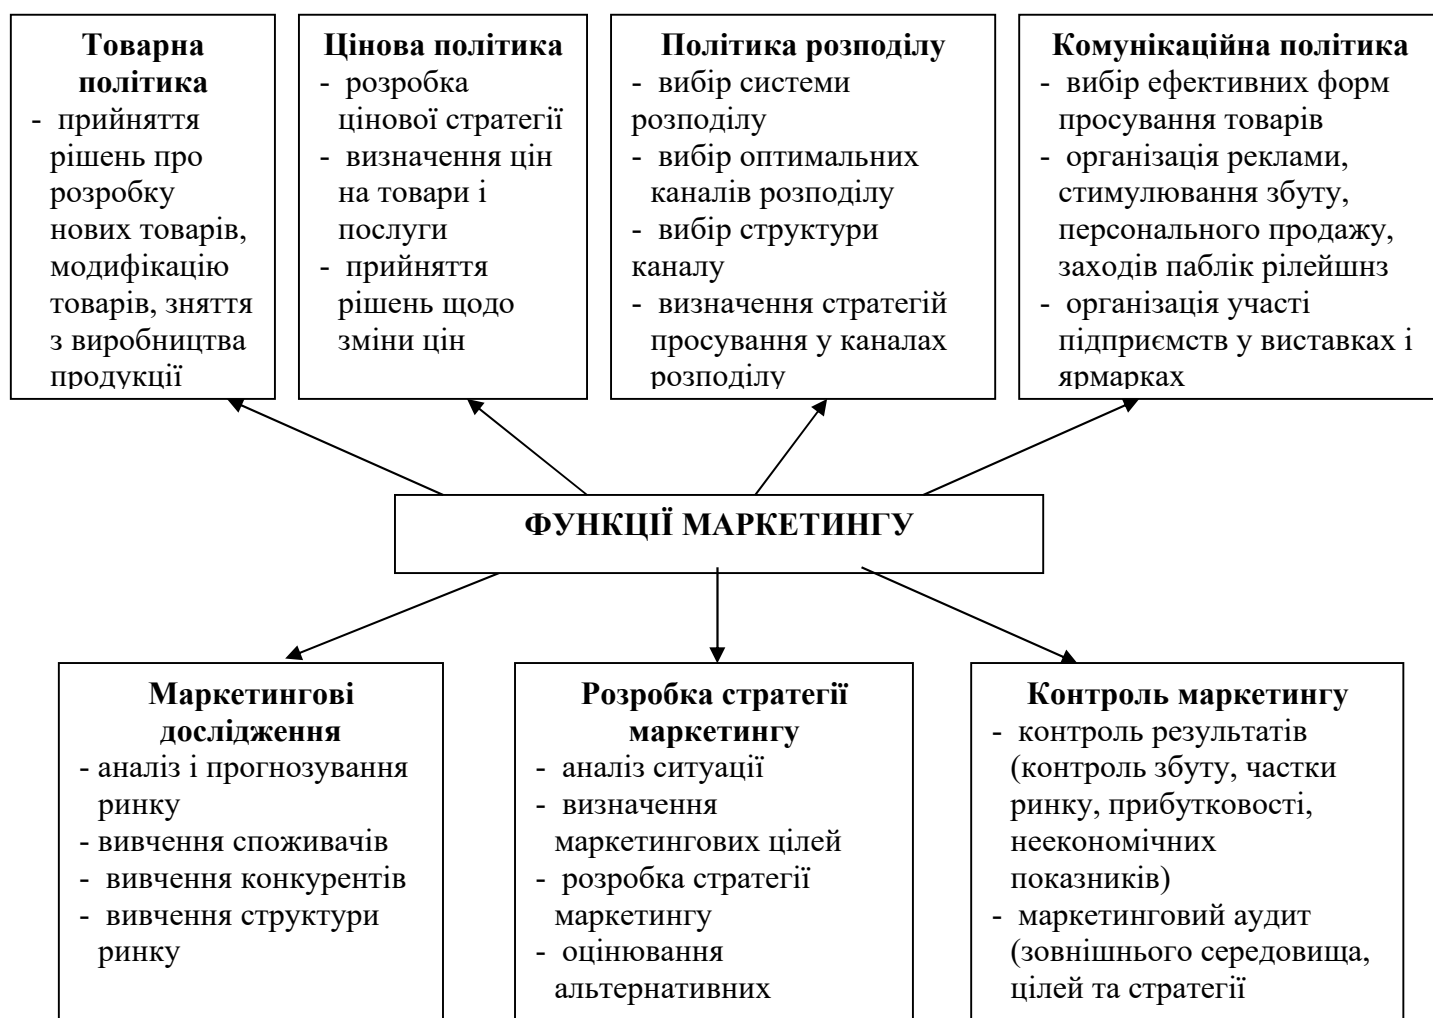 Товарна
політика
- прийняття
рішень про
розробку
нових товарів,
модифікацію
товарів, зняття
з виробництва
продукції
Цінова політика
- розробка
цінової стратегії
- визначення цін
на товари і
послуги
- прийняття
рішень щодо
зміни цін
Політика розподілу
- вибір системи
розподілу
- вибір оптимальних
каналів розподілу
- вибір структури
каналу
- визначення стратегій
просування у каналах
розподілу
Комунікаційна політика
- вибір ефективних форм
просування товарів
- організація реклами,
стимулювання збуту,
персонального продажу,
заходів паблік рілейшнз
- організація участі
підприємств у виставках і
ярмарках
ФУНКЦІЇ МАРКЕТИНГУ
Маркетингові
дослідження
- аналіз і прогнозування
ринку
- вивчення споживачів
- вивчення конкурентів
- вивчення структури
ринку
Розробка стратегії
маркетингу
- аналіз ситуації
- визначення
маркетингових цілей
- розробка стратегії
маркетингу
- оцінювання
альтернативних
Контроль маркетингу
- контроль результатів
(контроль збуту, частки
ринку, прибутковості,
неекономічних
показників)
- маркетинговий аудит
(зовнішнього середовища,
цілей та стратегії